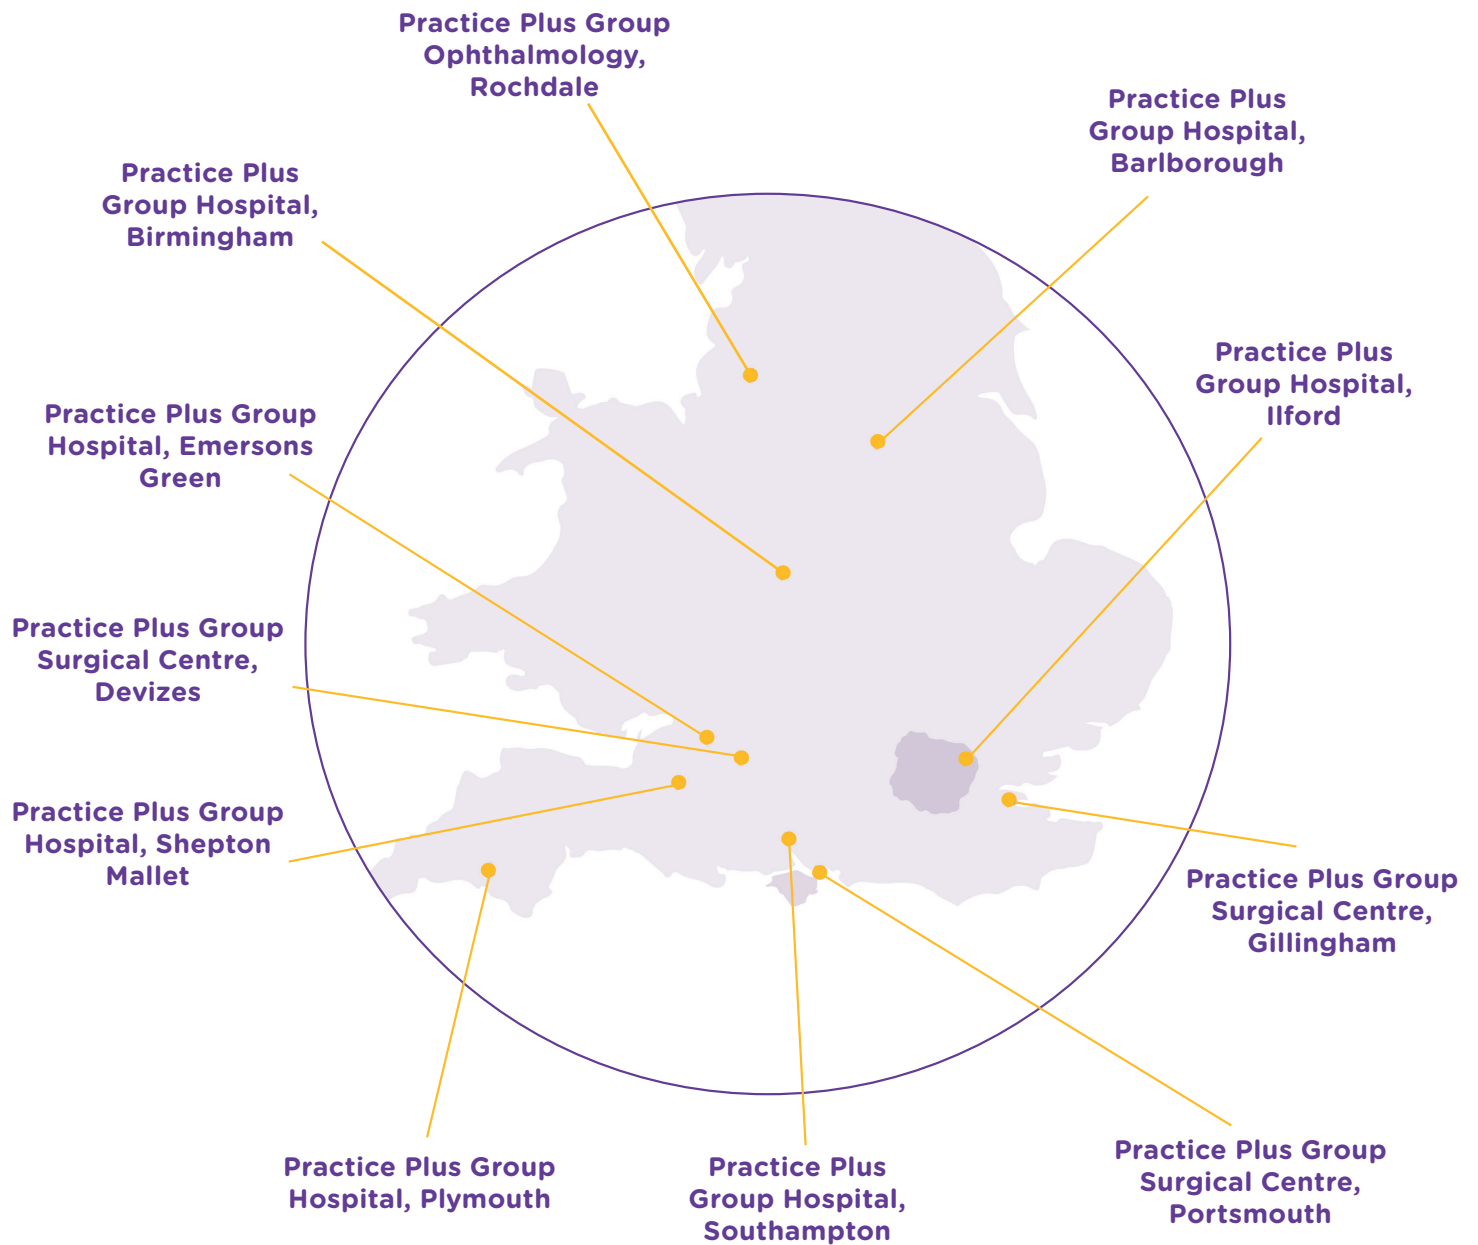 Practice Plus Group
Ophthalmology,
Rochdale
Practice Plus
Group Hospital,
Barlborough
Practice Plus
Group Hospital,
Birmingham
Practice Plus
Group Hospital,
Ilford
Practice Plus Group
Hospital, Emersons
Green
Practice Plus Group
Surgical Centre,
Devizes
Practice Plus Group
Hospital, Shepton
Mallet
Practice Plus Group
Surgical Centre,
Gillingham
Practice Plus Group
Hospital, Plymouth
Practice Plus
Group Hospital,
Southampton
Practice Plus Group
Surgical Centre,
Portsmouth